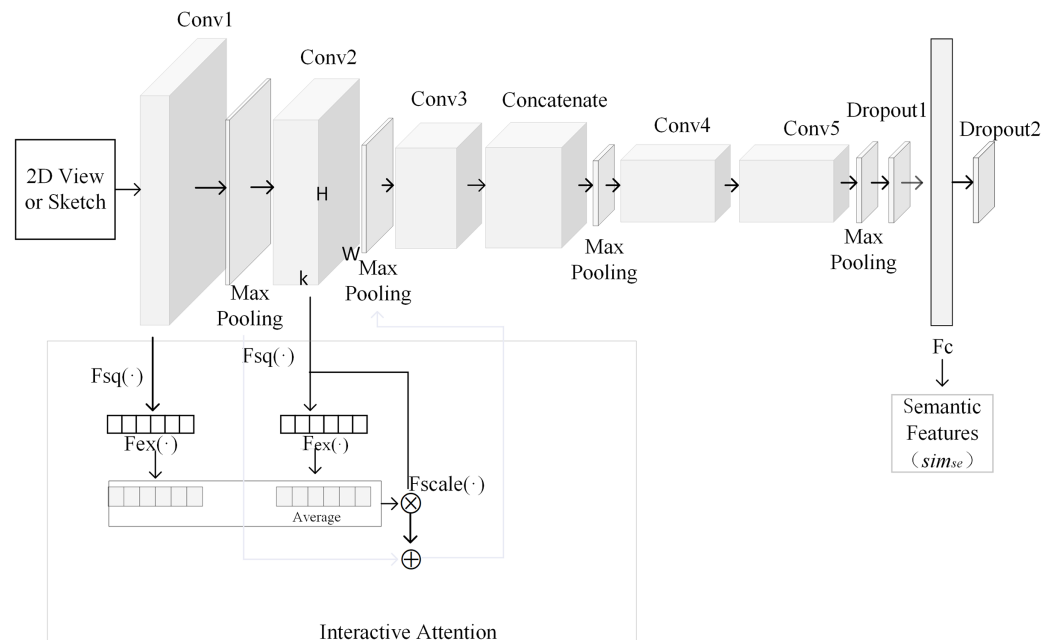 Conv1
Conv2
Conv3
Concatenate
Conv4
Conv5
Dropout1
Dropout2
2D View
or Sketch
H
W
k
Max
Pooling
Max
Pooling
Max
Pooling
Max
Pooling
Fc
Semantic
Features
（simse）
Fsq(·)
Fsq(·)
Fex(·)
Fex(·)
Fscale(·)
Average
Interactive Attention